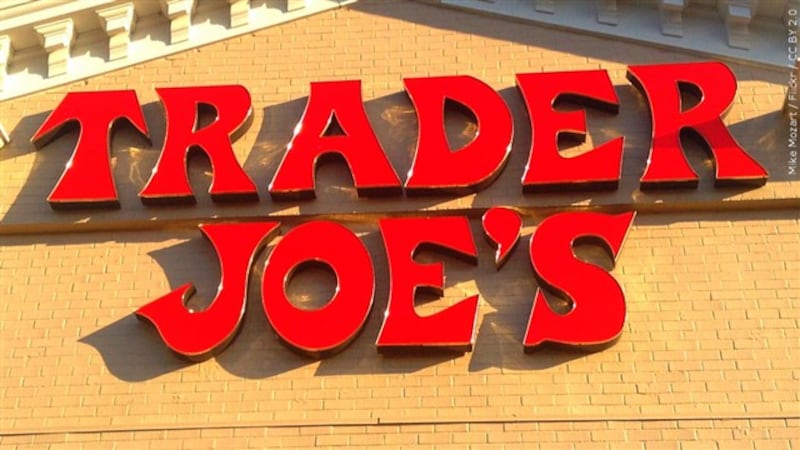 TRADER
JOE'S
Mike Mozart / Flickr / CC BY 2.0